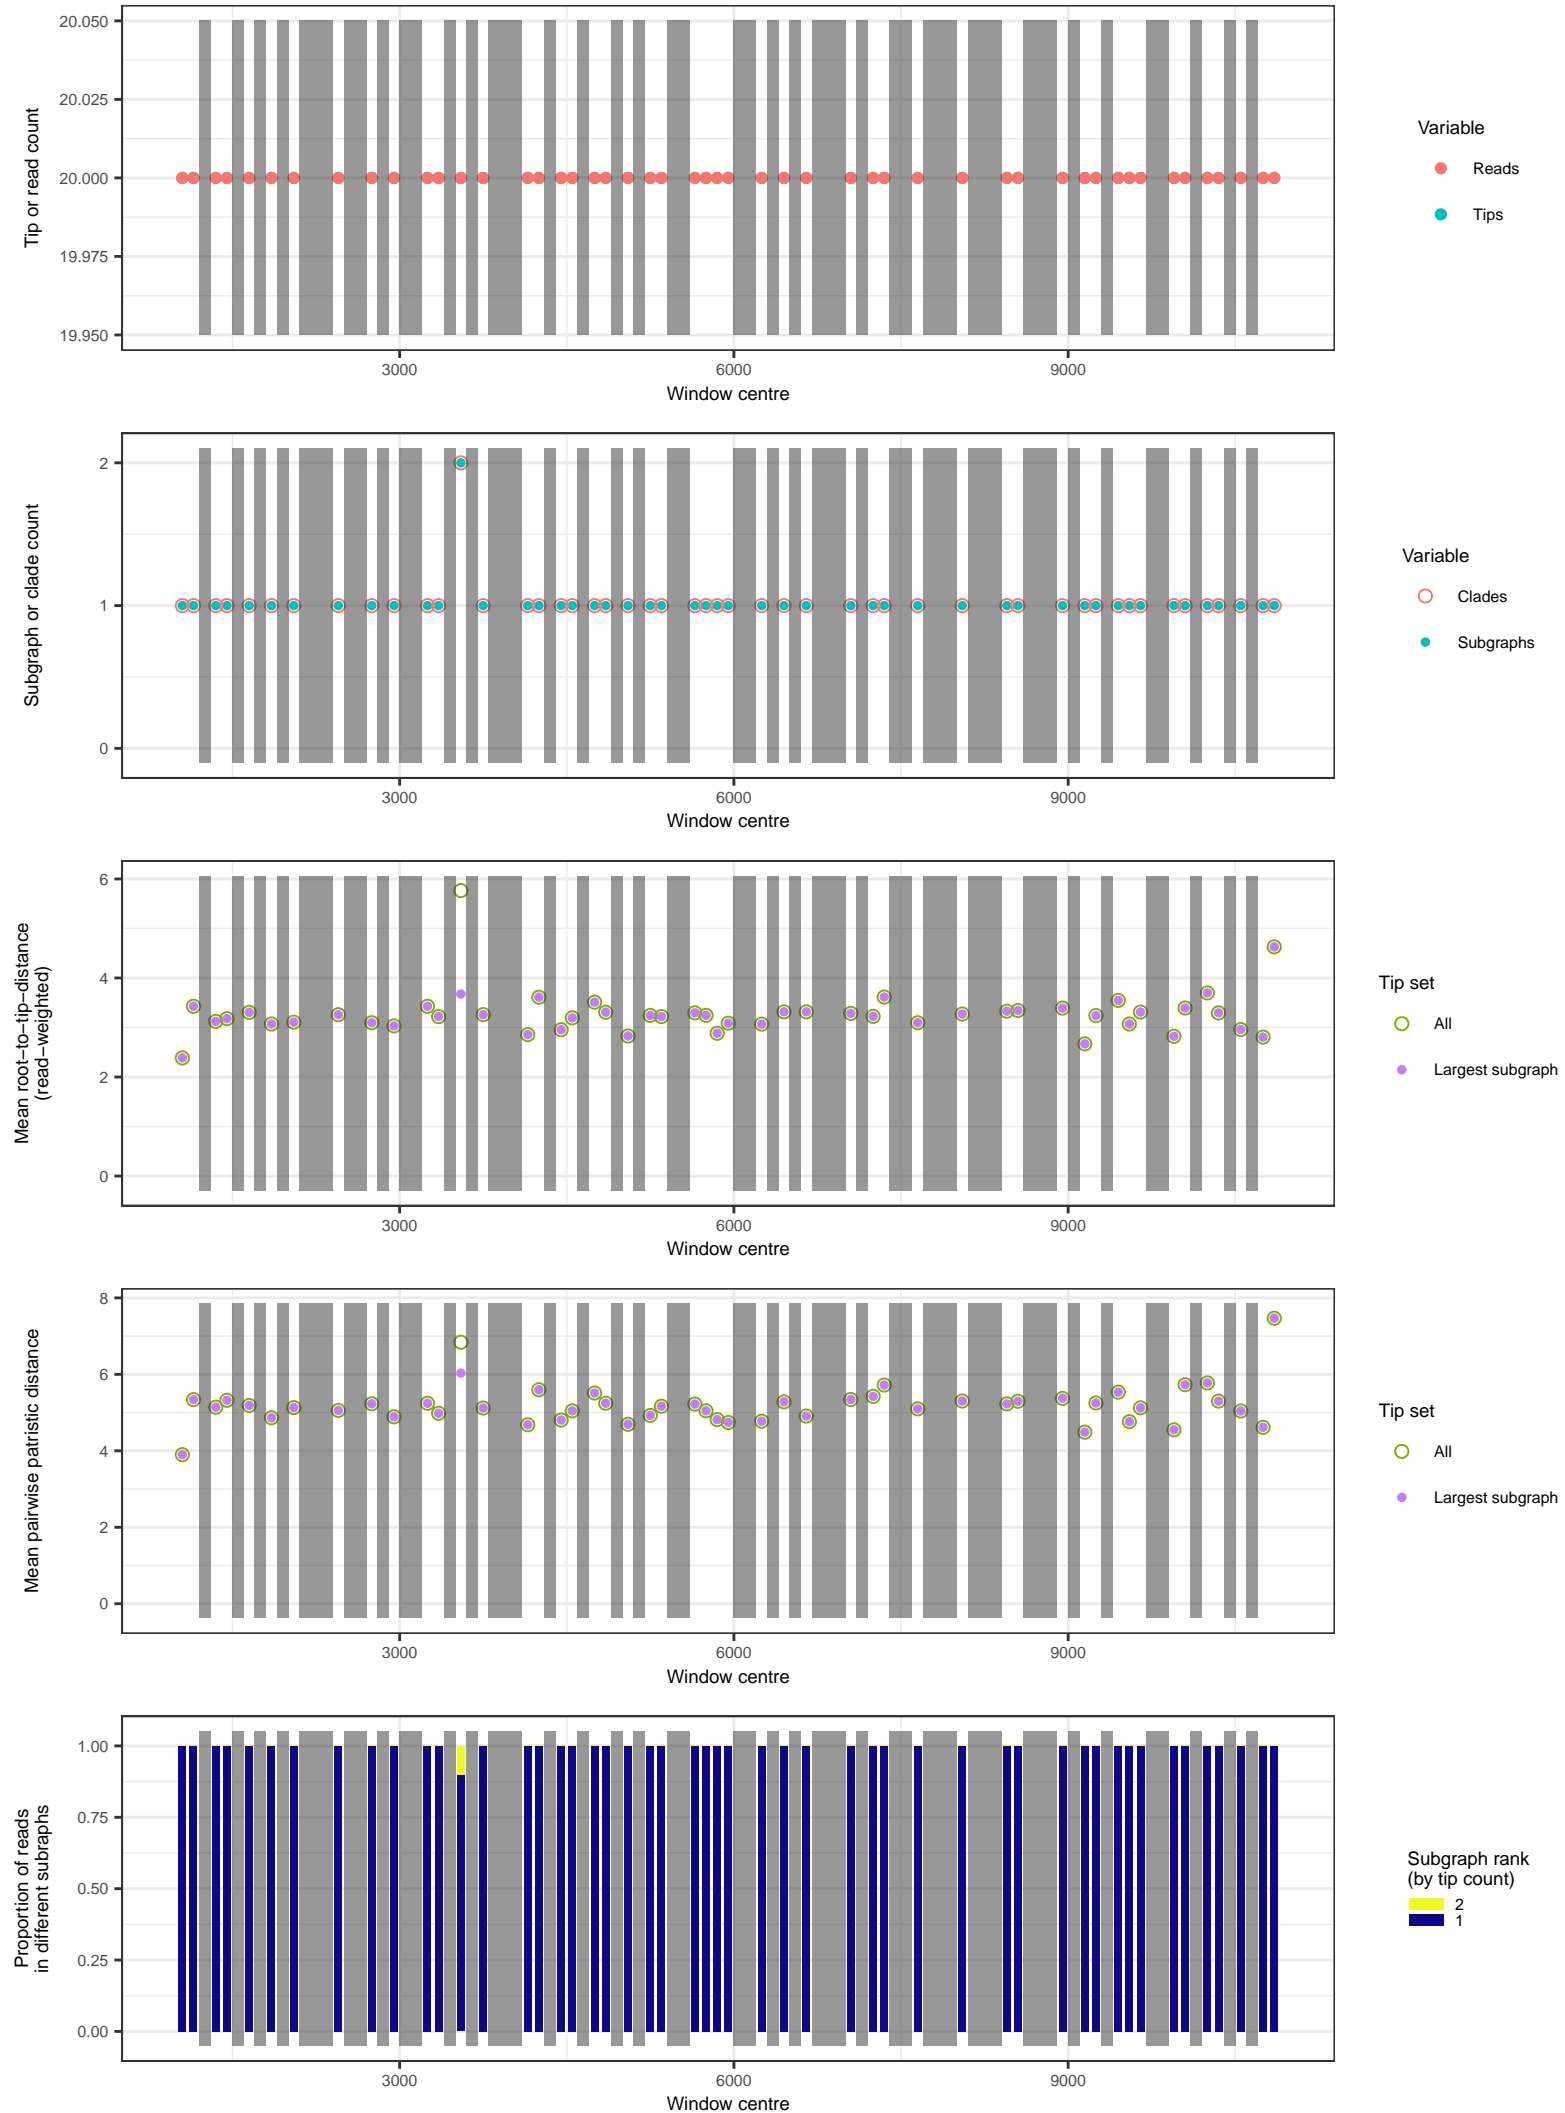 20.050
20.025
20.000
19.975
19.950
Tip or read count
3000
6000
9000
Window centre
Variable
Reads
Tips
2
1
0
Subgraph or clade count
3000
6000
9000
Window centre
Variable
Clades
Subgraphs
6
4
2
0
Mean root−to−tip−distance
(read−weighted)
3000
6000
9000
Window centre
Tip set
All
Largest subgraph
8
6
4
2
0
Mean pairwise patristic distance
3000
6000
9000
Window centre
Tip set
All
Largest subgraph
1.00
0.75
0.50
0.25
0.00
Proportion of reads
in different subraphs
3000
6000
9000
Window centre
Subgraph rank
(by tip count)
2
1